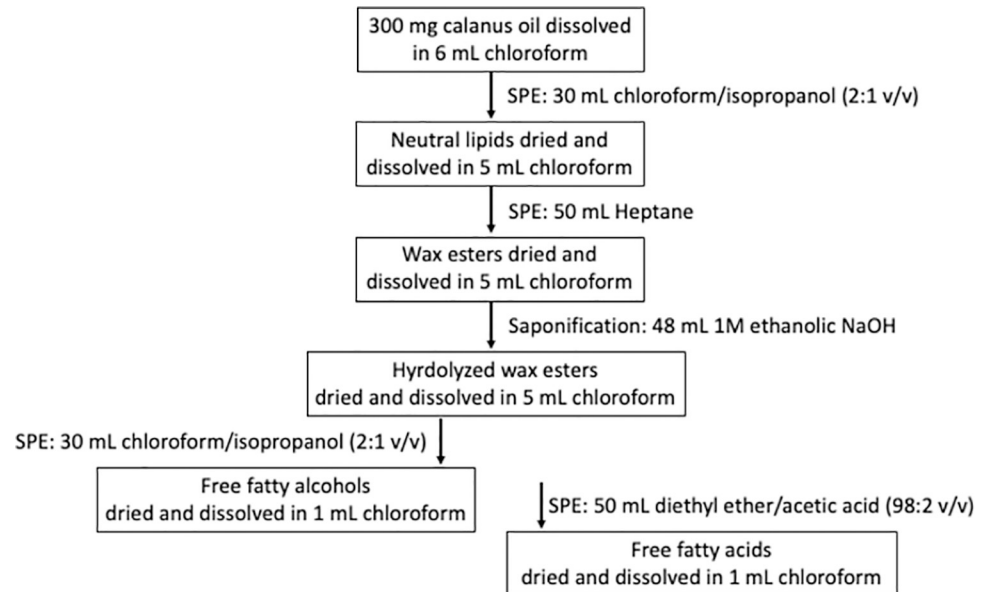 300 mg calanus oil dissolved
in 6 mL chloroform
SPE: 30 mL chloroform/isopropanol (2:1 v/v)
Neutral lipids dried and
dissolved in 5 mL chloroform
SPE: 50 mL Heptane
Wax esters dried and
dissolved in 5 mL chloroform
Saponification: 48 mL 1M ethanolic NaOH
Hyrdolyzed wax esters
dried and dissolved in 5 mL chloroform
SPE: 30 mL chloroform/isopropanol (2:1 v/v)
Free fatty alcohols
dried and dissolved in 1 mL chloroform
SPE: 50 mL diethyl ether/acetic acid (98:2 v/v)
Free fatty acids
dried and dissolved in 1 mL chloroform